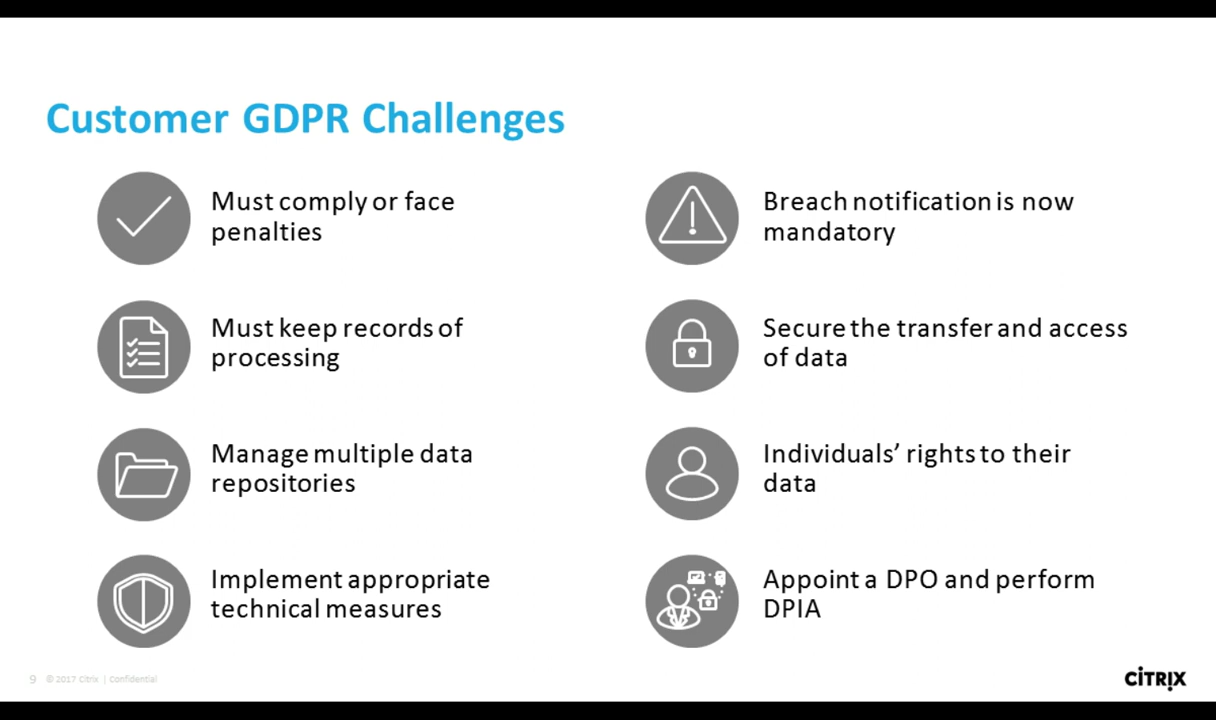 Customer GDPR Challenges
Must comply or face
penalties
Must keep records of
processing
Manage multiple data
repositories
Implement appropriate
technical measures
Breach notification is now
mandatory
Secure the transfer and access
of data
Individuals’ rights to their
data
Appoint a DPO and perform
DPIA
9 © 2017 Citrix | Confidential
CİTRIX